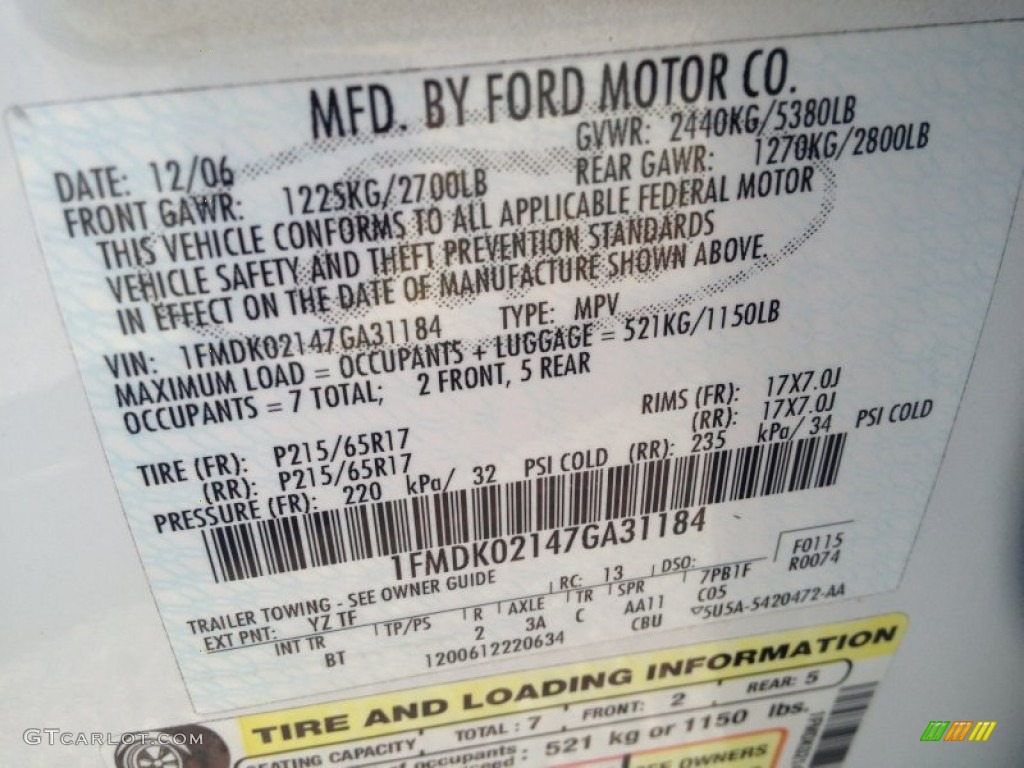 MFD. BY FORD MOTOR CO.
DATE: 12/06 GVWR: 2440KG/5380LB
FRONT GAWR: 1225KG/2700LB REAR GAWR: 1270KG/2800LB
THIS VEHICLE CONFORMS TO ALL APPLICABLE FEDERAL MOTOR
VEHICLE SAFETY AND THEFT PREVENTION STANDARDS
IN EFFECT ON THE DATE OF MANUFACTURE SHOWN ABOVE.
VIN: 1FMDK02147GA31184 TYPE: MPV
MAXIMUM LOAD = OCCUPANTS + LUGGAGE = 521KG/1150LB
OCCUPANTS = 7 TOTAL; 2 FRONT, 5 REAR
TIRE (FR): P215/65R17 RIMS (FR): 17X7.0J
(RR): P215/65R17 (RR): 17X7.0J
PRESSURE (FR): 220 kPa/ 32 PSI COLD (RR): 235 kPa/ 34 PSI COLD
1FMDK02147GA31184
TRAILER TOWING - SEE OWNER GUIDE
F0115
EXT PNT: YZ TF RC: 13 DSO: R0074
INT TR TP/PS R AXLE TR SPR 7PB1F
BT 2 3A C AA11 C05
1200612220634 CBU 5U5A-5420472-AA
TIRE AND LOADING INFORMATION
SEATING CAPACITY TOTAL: 7 FRONT: 2 REAR: 5
of occupants 521 kg or 1150 lbs.
SEE OWNERS
GTCarLot.com